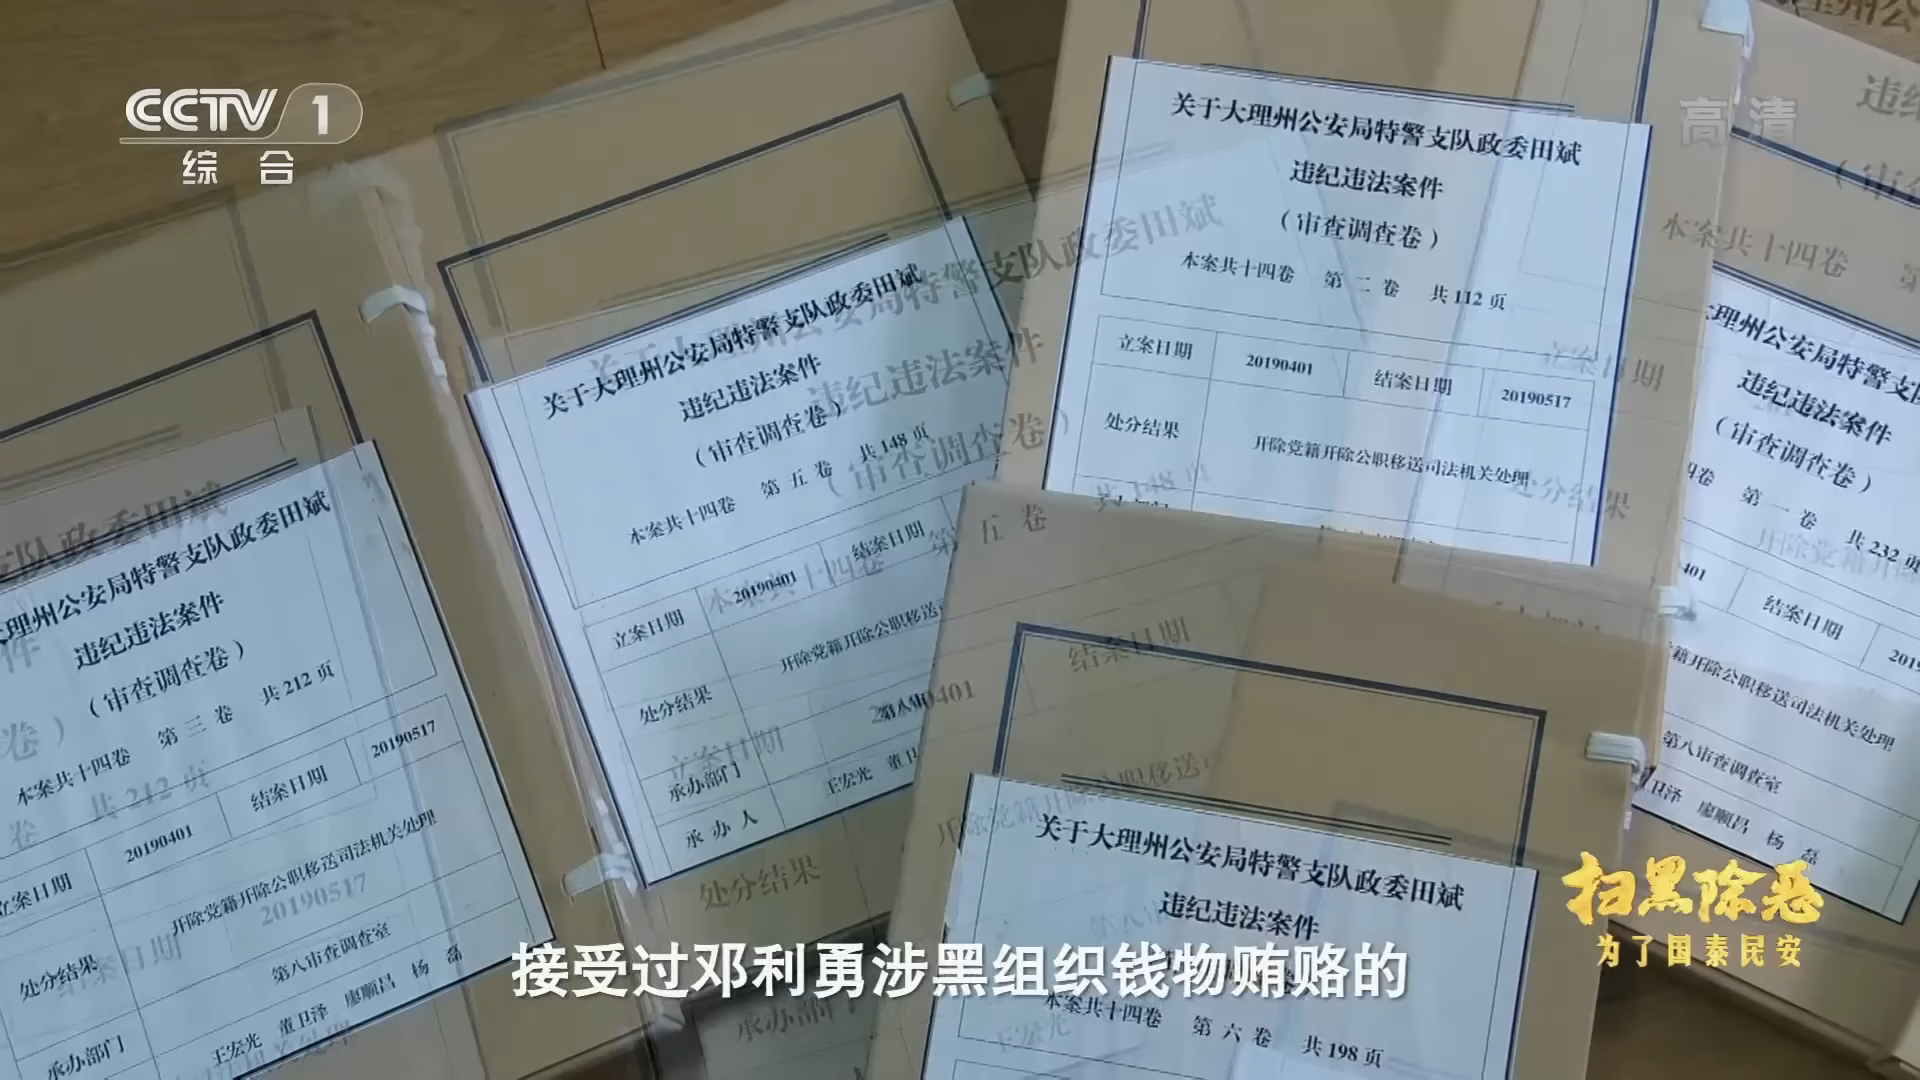 CCTV 1
综合
高清
关于大理州公安局特警支队政委田斌
违纪违法案件
(审查调查卷)
本案共十四卷 第二卷 共112页
立案日期 20190401 结案日期 20190517
处分结果 开除党籍开除公职移送司法机关处理
关于大理州公安局特警支队政委田斌
违纪违法案件
(审查调查卷)
本案共十四卷 第五卷 共148页
立案日期 20190401 结案日期
处分结果 开除党籍开除公职移送
承办部门
承办人 王宏光 董卫
理州公安局特警支队政委田斌
违纪违法案件
(审查调查卷)
本案共十四卷 第三卷 共212页
立案日期 20190401 结案日期 20190517
处分结果 开除党籍开除公职移送司法机关处理
承办部门 第八审查调查室
王宏光 董卫泽 廖顺昌 杨磊
理州公安局特警支
违纪违法案件
(审查调查卷)
四卷 第一卷 共232页
401 结案日期 2019
开除公职移送司法机关处理
第八审查调查室
卫泽 廖顺昌 杨磊
关于大理州公安局特警支队政委田斌
违纪违法案件
本案共十四卷 第六卷 共198页
扫黑除恶
为了国泰民安
接受过邓利勇涉黑组织钱物贿赂的